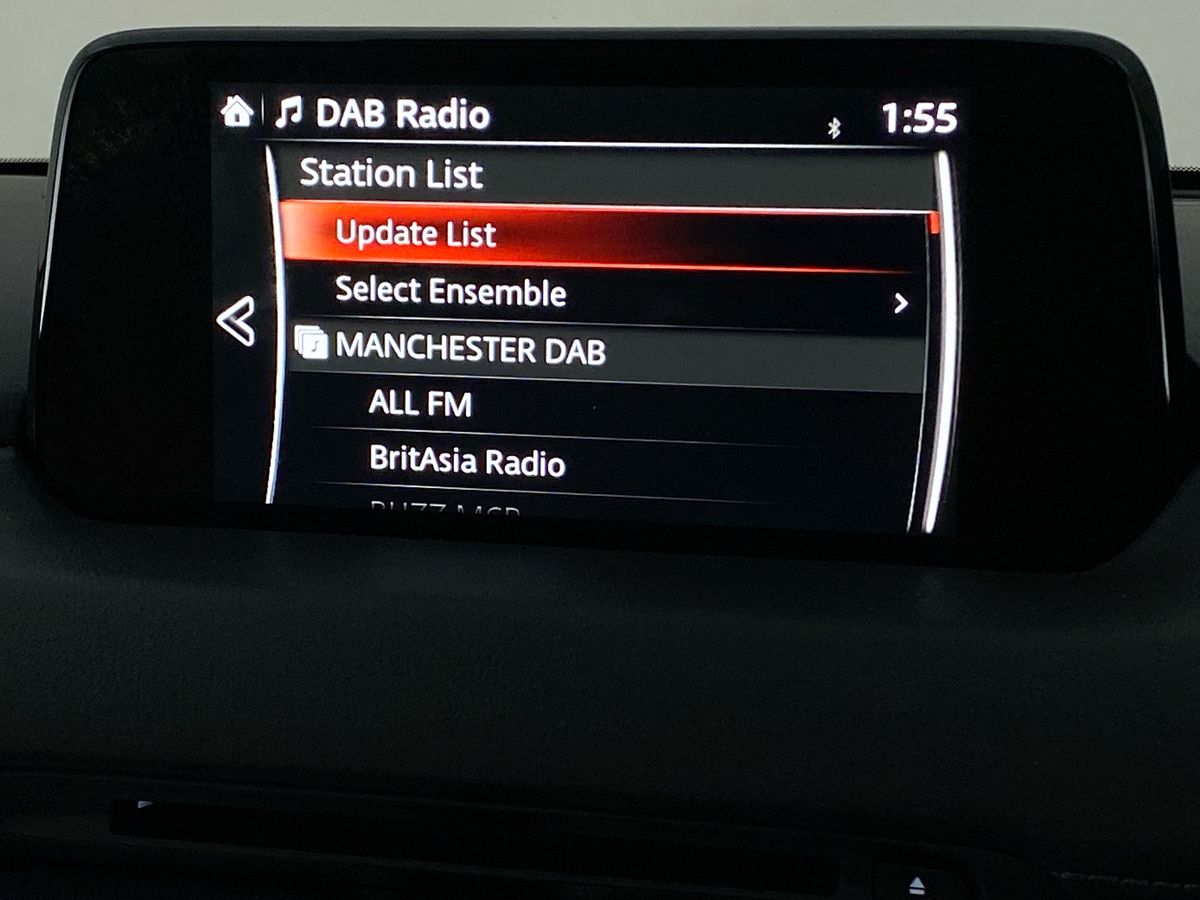 DAB Radio
1:55
Station List
Update List
Select Ensemble
MANCHESTER DAB
ALL FM
BritAsia Radio